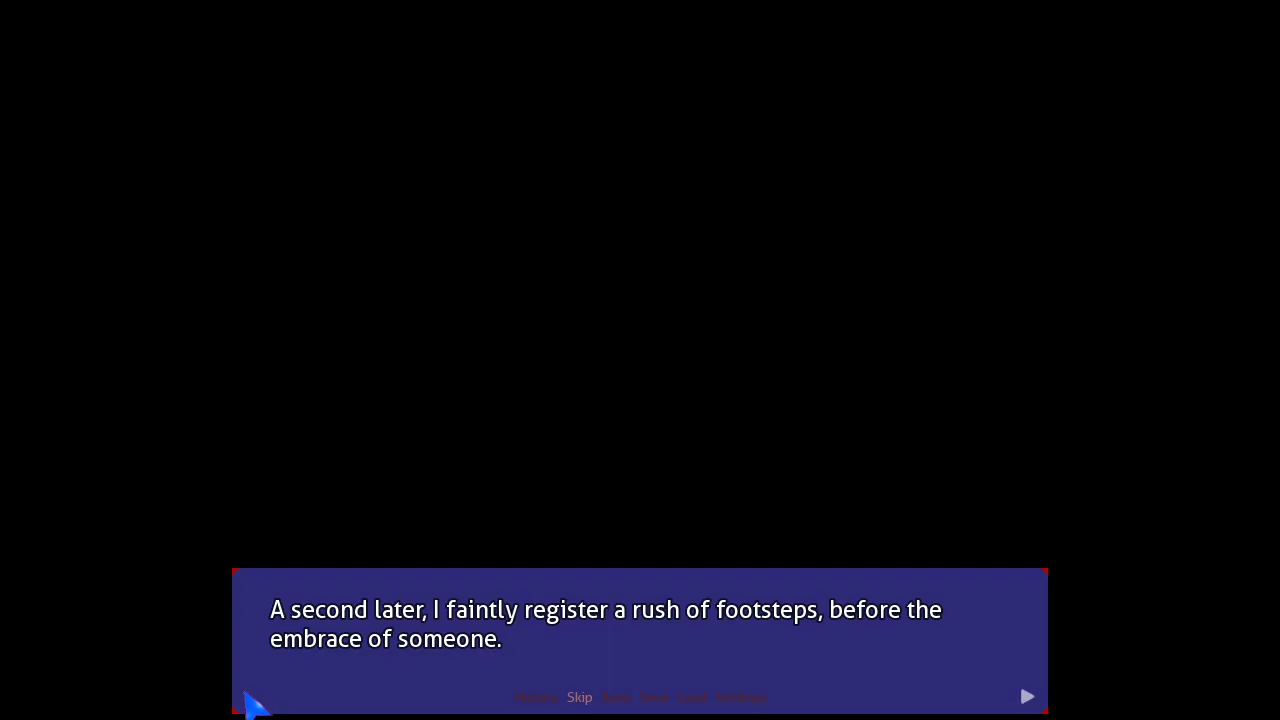 A second later, I faintly register a rush of footsteps, before the
embrace of someone.
Skip